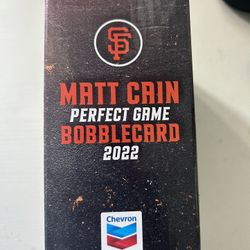 SF
MATT CAIN
PERFECT GAME
BOBBLECARD
2022
Chevron